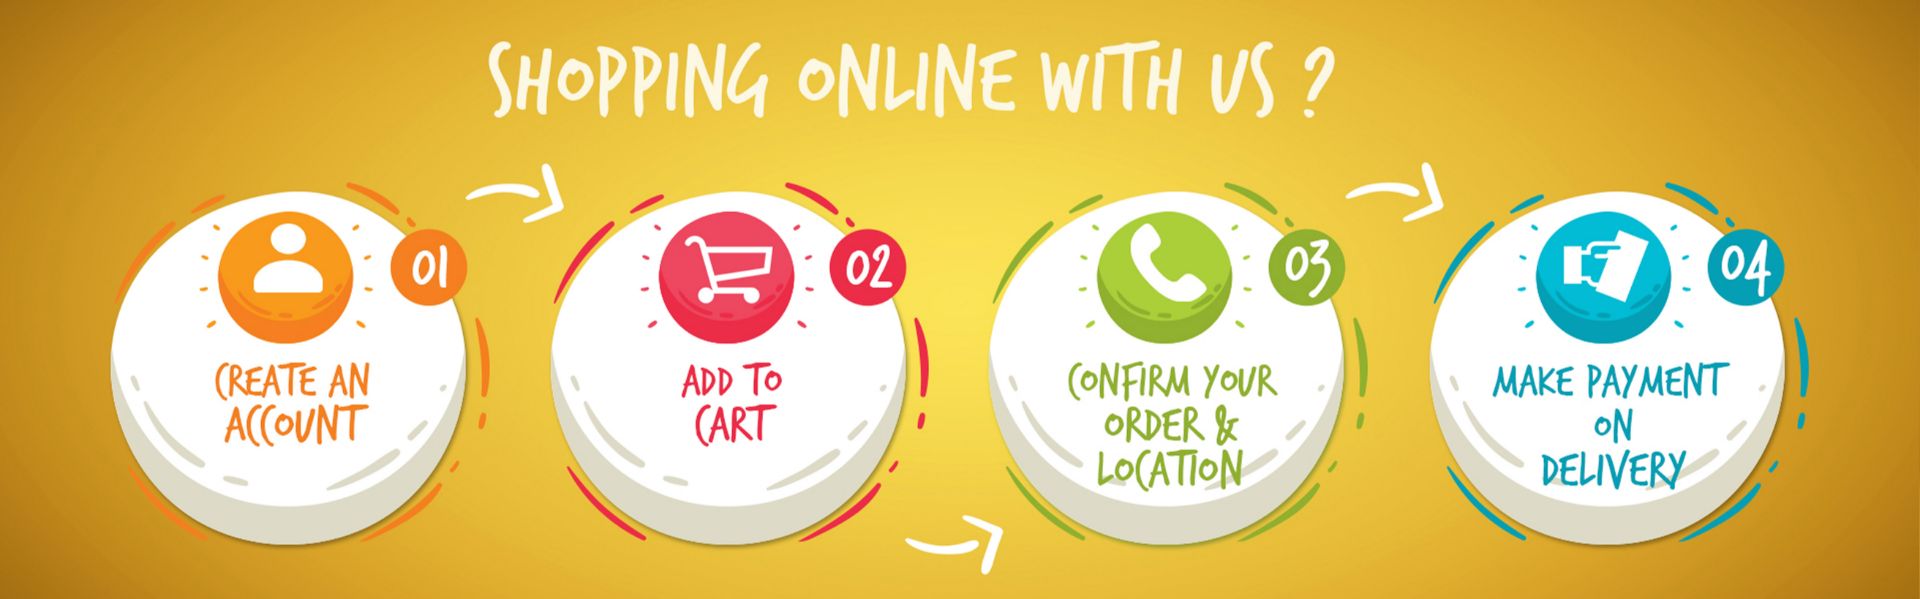 SHOPPING ONLINE WITH US ?
01
CREATE AN
ACCOUNT
02
ADD TO
CART
03
CONFIRM YOUR
ORDER &
LOCATION
04
MAKE PAYMENT
ON
DELIVERY